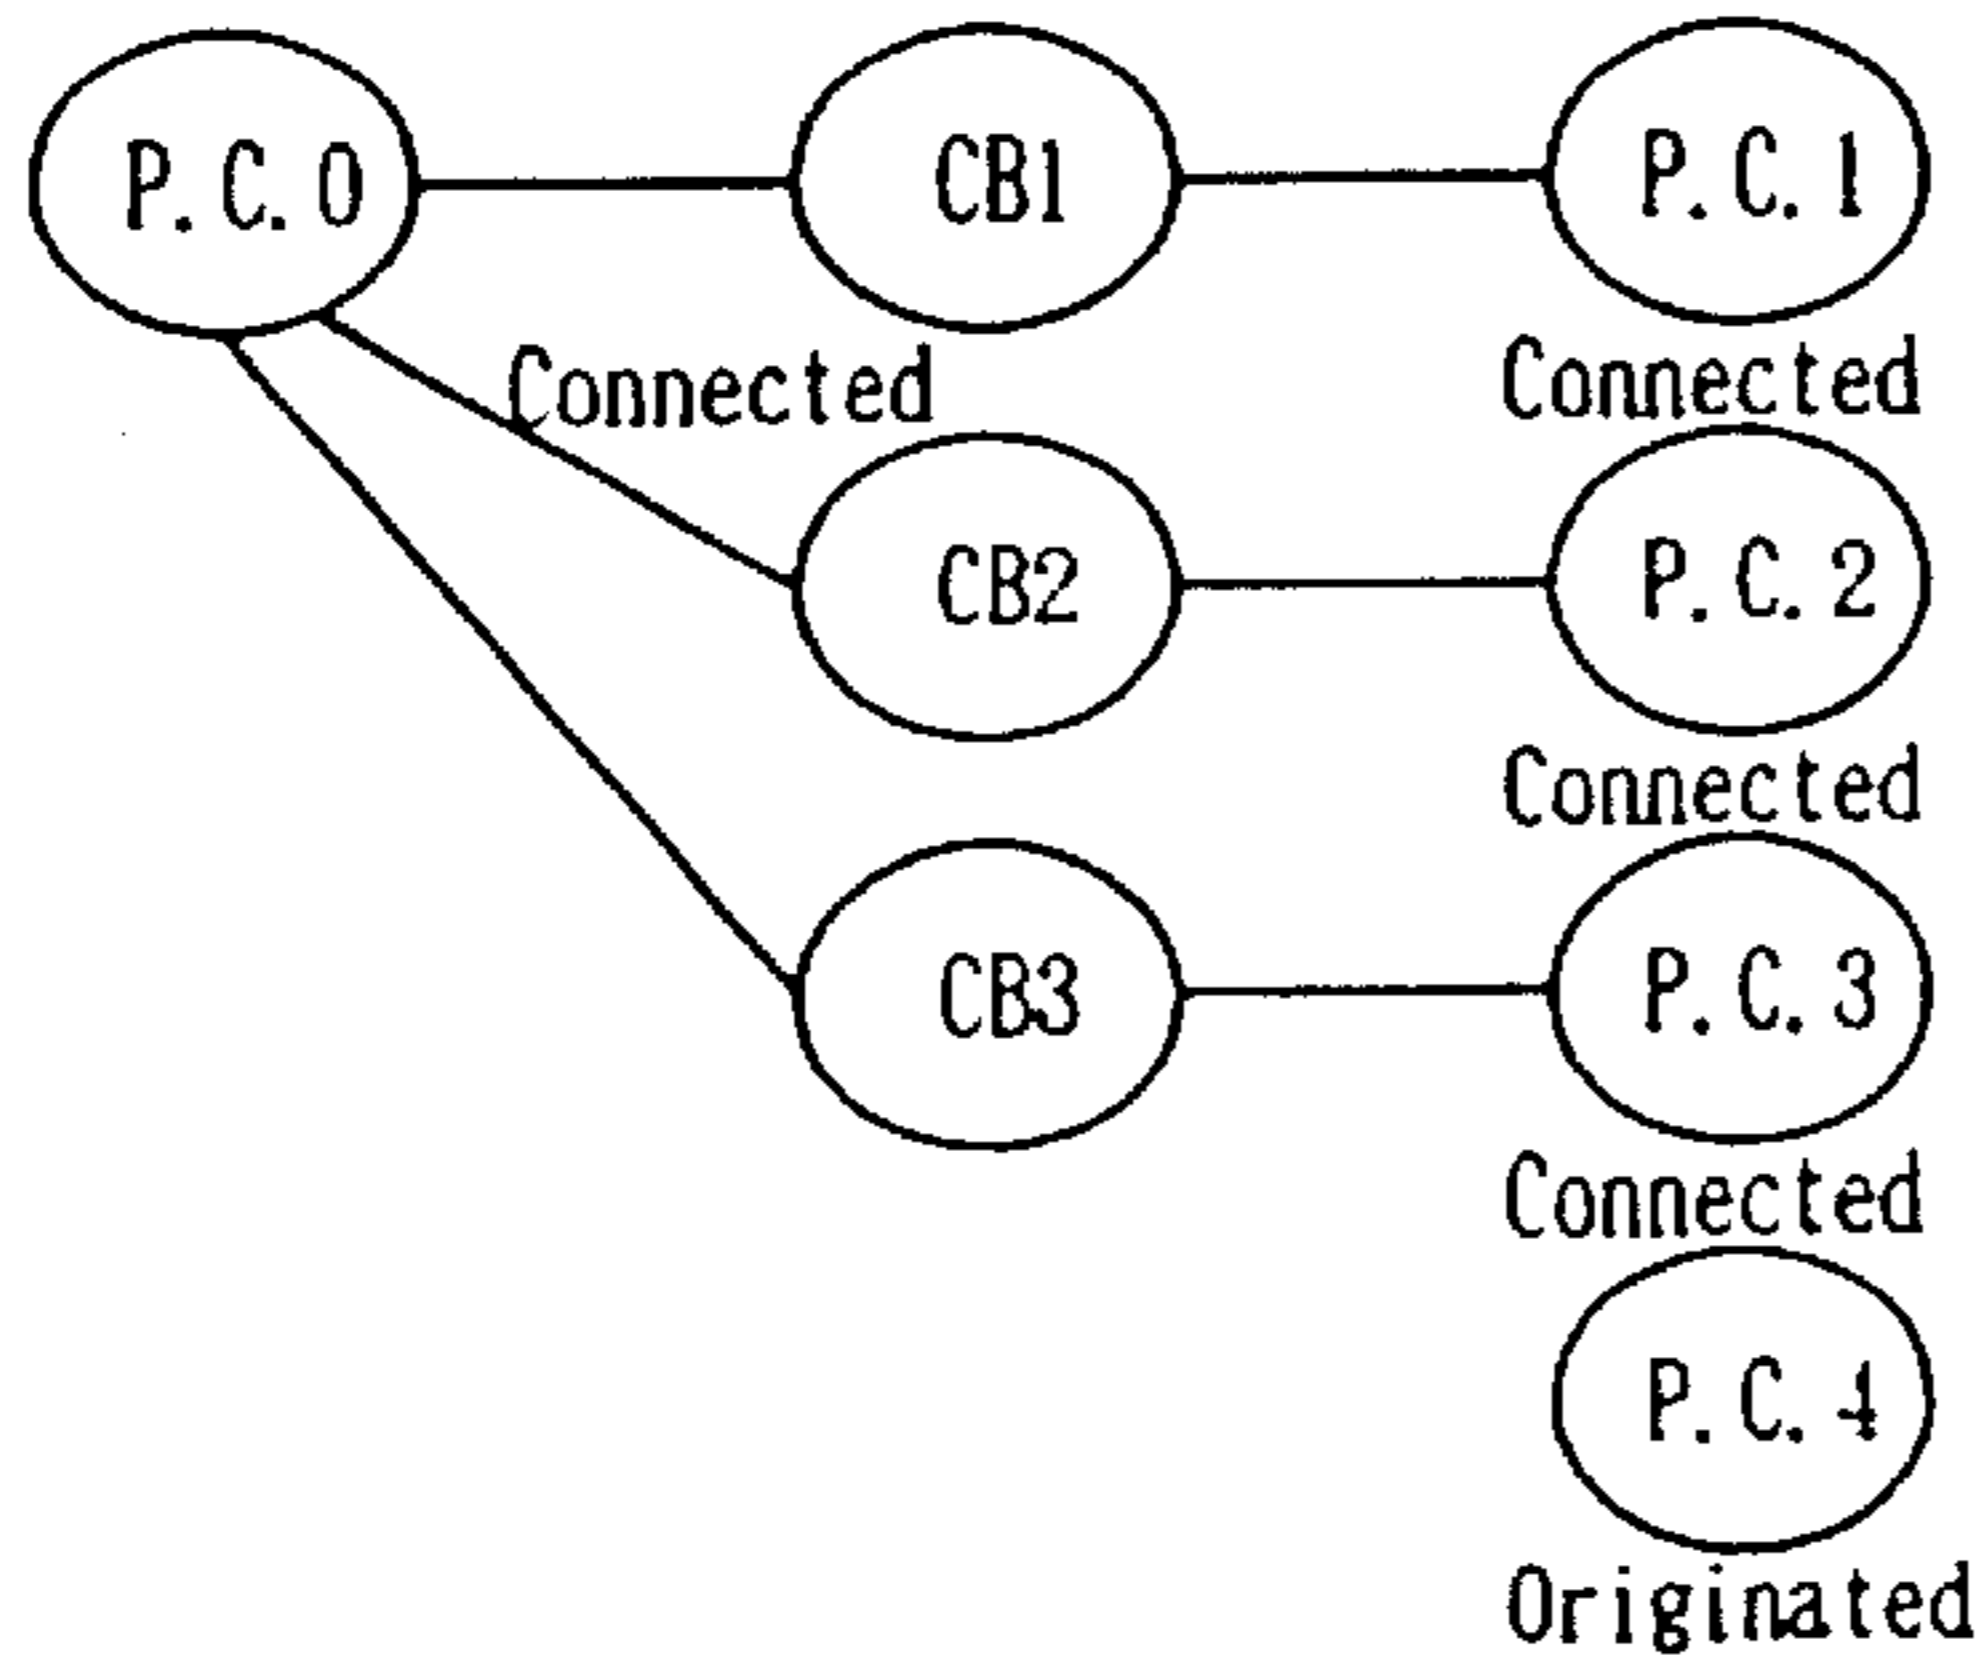 P.C.0
CB1
P.C.1
Connected
Connected
CB2
P.C.2
Connected
CB3
P.C.3
Connected
P.C.4
Originated